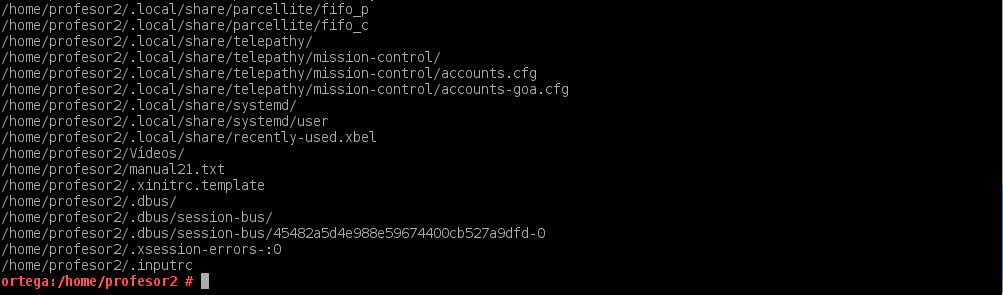 /home/profesor2/.local/share/parcellite/fifo_p
/home/profesor2/.local/share/parcellite/fifo_c
/home/profesor2/.local/share/telepathy/
/home/profesor2/.local/share/telepathy/mission-control/
/home/profesor2/.local/share/telepathy/mission-control/accounts.cfg
/home/profesor2/.local/share/telepathy/mission-control/accounts-goa.cfg
/home/profesor2/.local/share/systemd/
/home/profesor2/.local/share/systemd/user
/home/profesor2/.local/share/recently-used.xbel
/home/profesor2/Vídeos/
/home/profesor2/manual21.txt
/home/profesor2/.xinitrc.template
/home/profesor2/.dbus/
/home/profesor2/.dbus/session-bus/
/home/profesor2/.dbus/session-bus/45482a5d4e988e59674400cb527a9dfd-0
/home/profesor2/.xsession-errors-:0
/home/profesor2/.inputrc
ortega:/home/profesor2 #